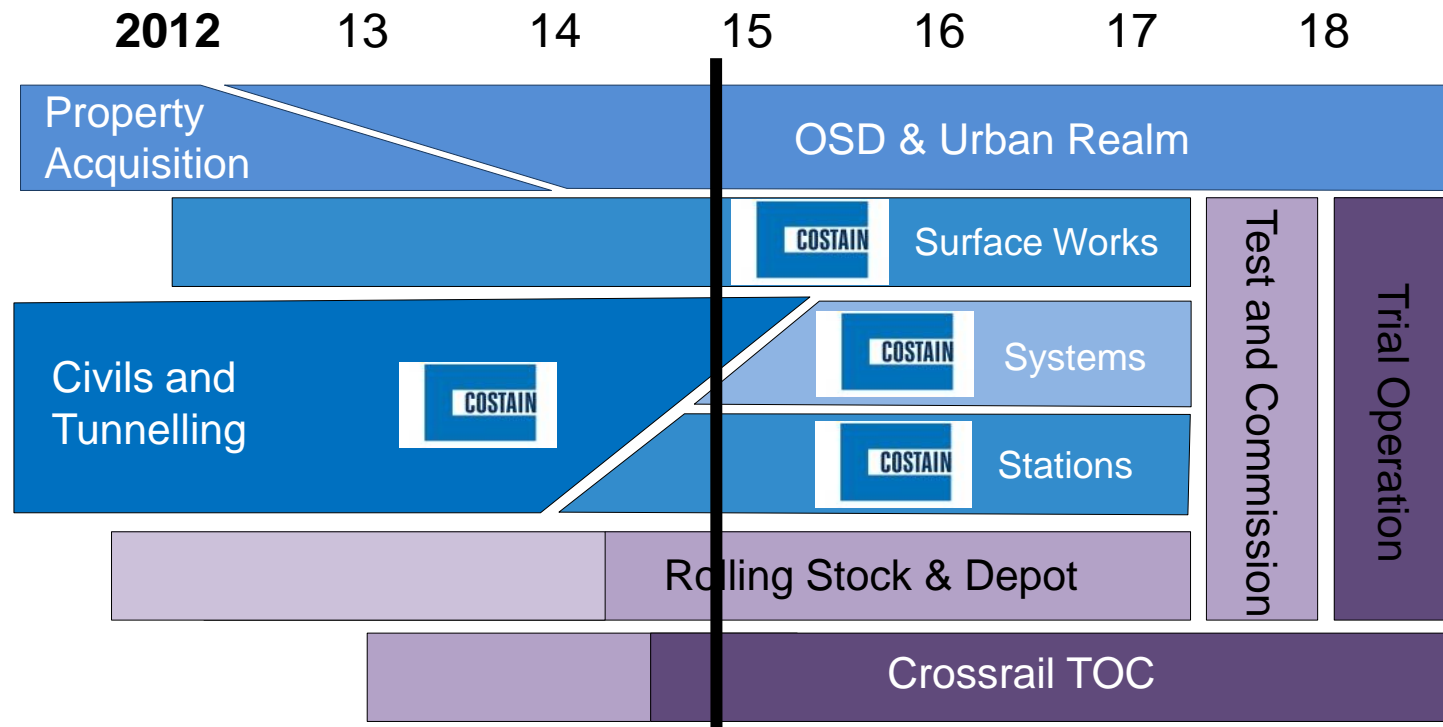 2012 13 14 15 16 17 18
Property
Acquisition
OSD & Urban Realm
COSTAIN
Surface Works
Civils and
Tunnelling
COSTAIN
COSTAIN
Systems
COSTAIN
Stations
Rolling Stock & Depot
Crossrail TOC
Test and Commission
Trial Operation